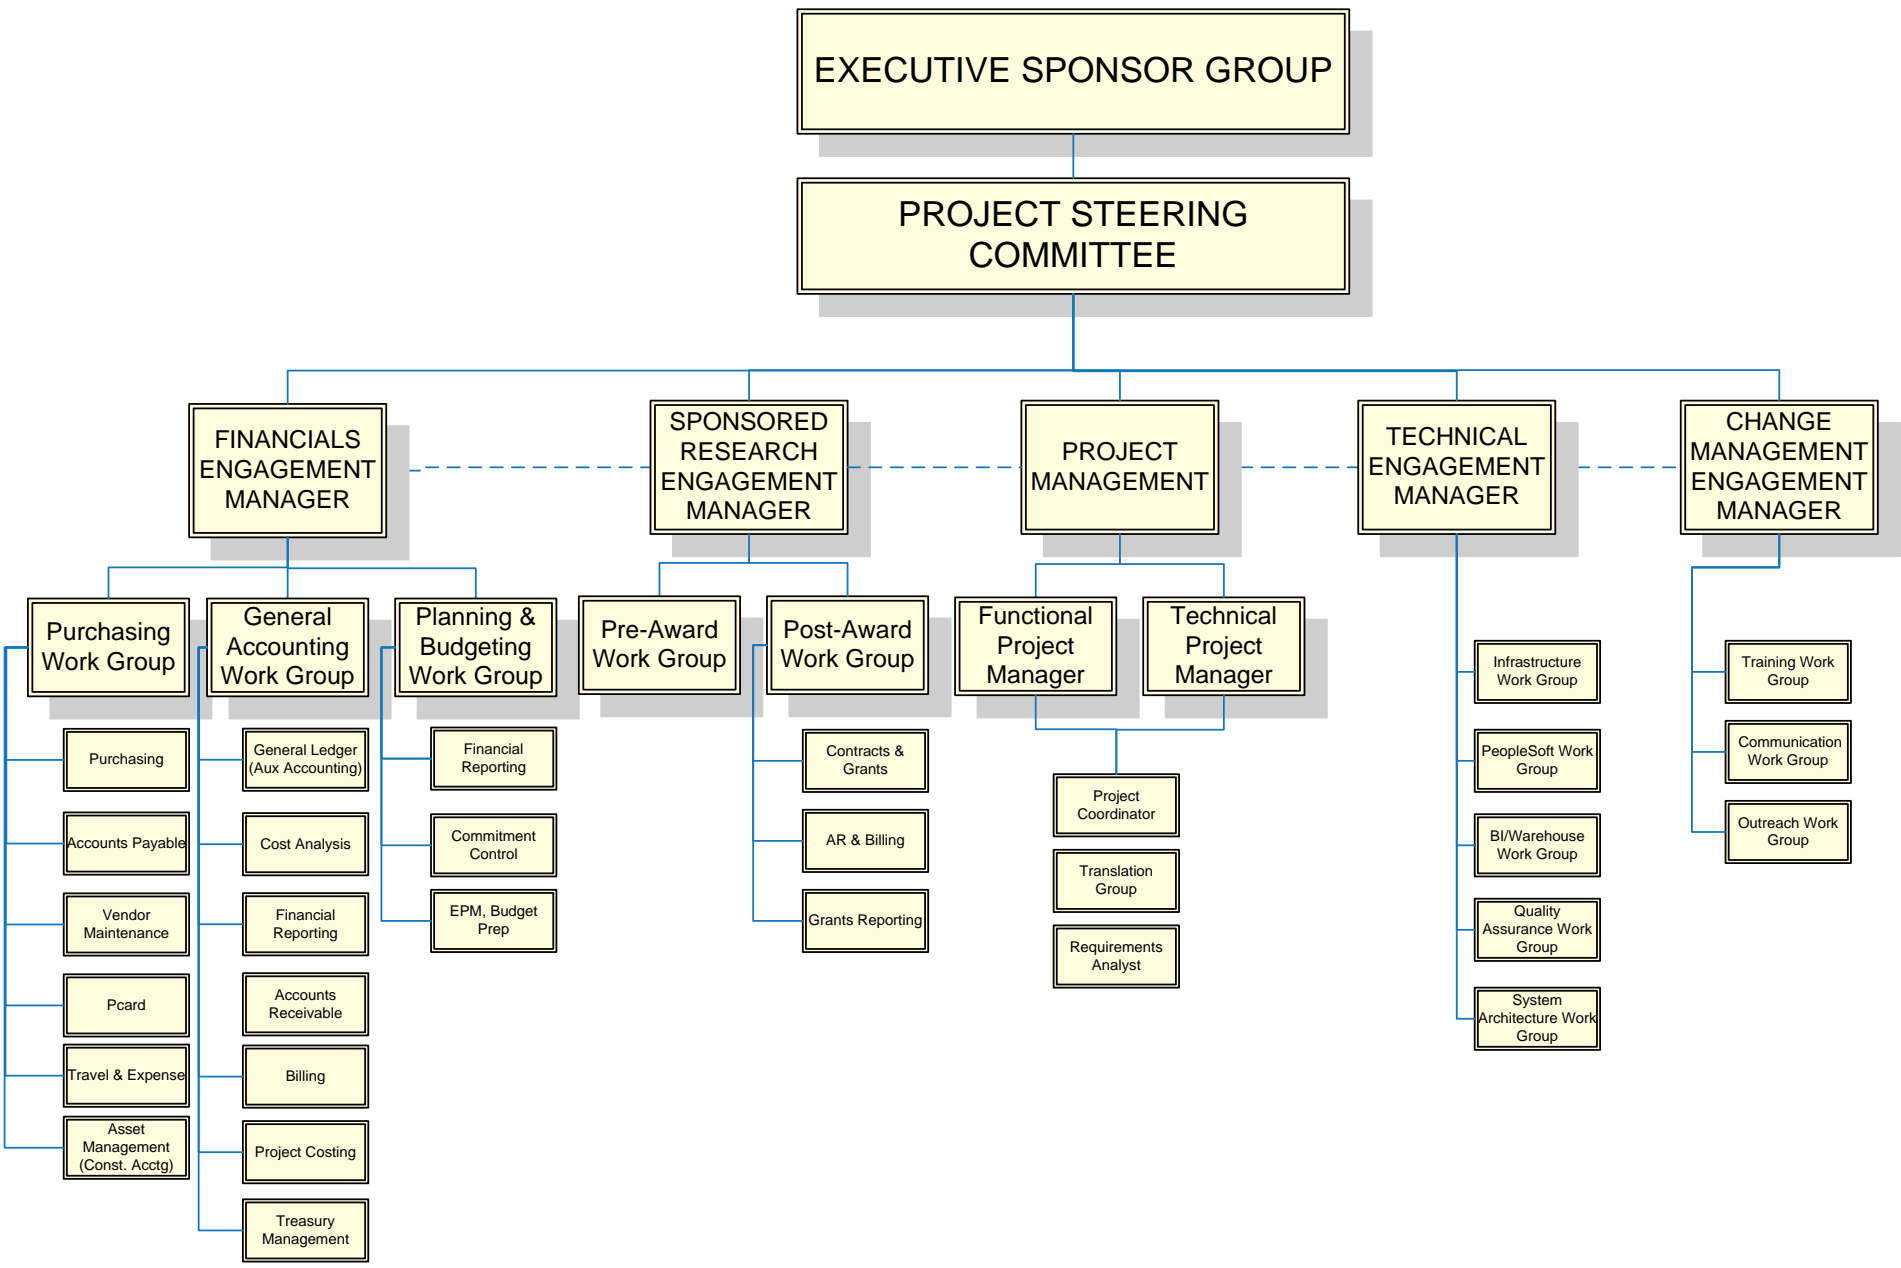 EXECUTIVE SPONSOR GROUP
PROJECT STEERING
COMMITTEE
FINANCIALS
ENGAGEMENT
MANAGER
SPONSORED
RESEARCH
ENGAGEMENT
MANAGER
PROJECT
MANAGEMENT
TECHNICAL
ENGAGEMENT
MANAGER
CHANGE
MANAGEMENT
ENGAGEMENT
MANAGER
Purchasing
Work Group
General
Accounting
Work Group
Planning &
Budgeting
Work Group
Pre-Award
Work Group
Post-Award
Work Group
Functional
Project
Manager
Technical
Project
Manager
Purchasing
Accounts Payable
Vendor
Maintenance
Pcard
Travel & Expense
Asset
Management
(Const. Acctg)
General Ledger
(Aux Accounting)
Cost Analysis
Financial
Reporting
Accounts
Receivable
Billing
Project Costing
Treasury
Management
Financial
Reporting
Commitment
Control
EPM, Budget
Prep
Contracts &
Grants
AR & Billing
Grants Reporting
Project
Coordinator
Translation
Group
Requirements
Analyst
Infrastructure
Work Group
PeopleSoft Work
Group
BI/Warehouse
Work Group
Quality
Assurance Work
Group
System
Architecture Work
Group
Training Work
Group
Communication
Work Group
Outreach Work
Group